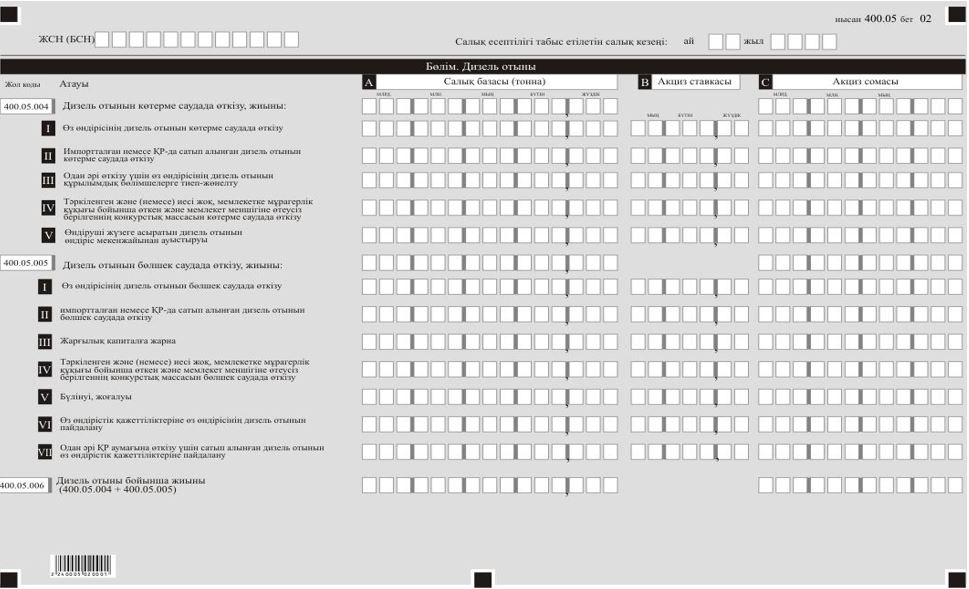 нысан 400.05 бет 02
ЖСН (БСН)
Салық есептілігі табыс етілетін салық кезеңі: ай жыл
Бөлім. Дизель отыны
Жол коды Атауы A Салық базасы (тонна) B Акциз ставкасы C Акциз сомасы
млрд. млн. мың бүтін жүздік млрд. млн. мың
400.05.004 Дизель отынын көтерме саудада өткізу, жиыны:
мың бүтін жүздік
I Өз өндірісінің дизель отынын көтерме саудада өткізу
II Импортталған немесе ҚР-да сатып алынған дизель отынын
көтерме саудада өткізу
III Одан әрі өткізу үшін өз өндірісінің дизель отынын
құрылымдық бөлімшелерге тиеп-жөнелту
IV Тәркіленген және (немесе) иесі жоқ, мемлекетке мұрагерлік
құқығы бойынша өткен және мемлекет меншігіне өтеусіз
берілгеннің конкурстық массасын көтерме саудада өткізу
V Өндіруші жүзеге асыратын дизель отынын
өндіріс мекенжайынан ауыстыруы
400.05.005 Дизель отынын бөлшек саудада өткізу, жиыны:
I Өз өндірісінің дизель отынын бөлшек саудада өткізу
II импортталған немесе ҚР-да сатып алынған дизель отынын
бөлшек саудада өткізу
III Жарғылық капиталға жарна
IV Тәркіленген және (немесе) иесі жоқ, мемлекетке мұрагерлік
құқығы бойынша өткен және мемлекет меншігіне өтеусіз
берілгеннің конкурстық массасын бөлшек саудада өткізу
V Бүлінуі, жоғалуы
VI Өз өндірістік қажеттіліктеріне өз өндірісінің дизель отынын
пайдалану
VII Одан әрі ҚР аумағына өткізу үшін сатып алынған дизель отынын
өз өндірістік қажеттіліктеріне пайдалану
400.05.006 Дизель отыны бойынша жиыны
(400.05.004 + 400.05.005)